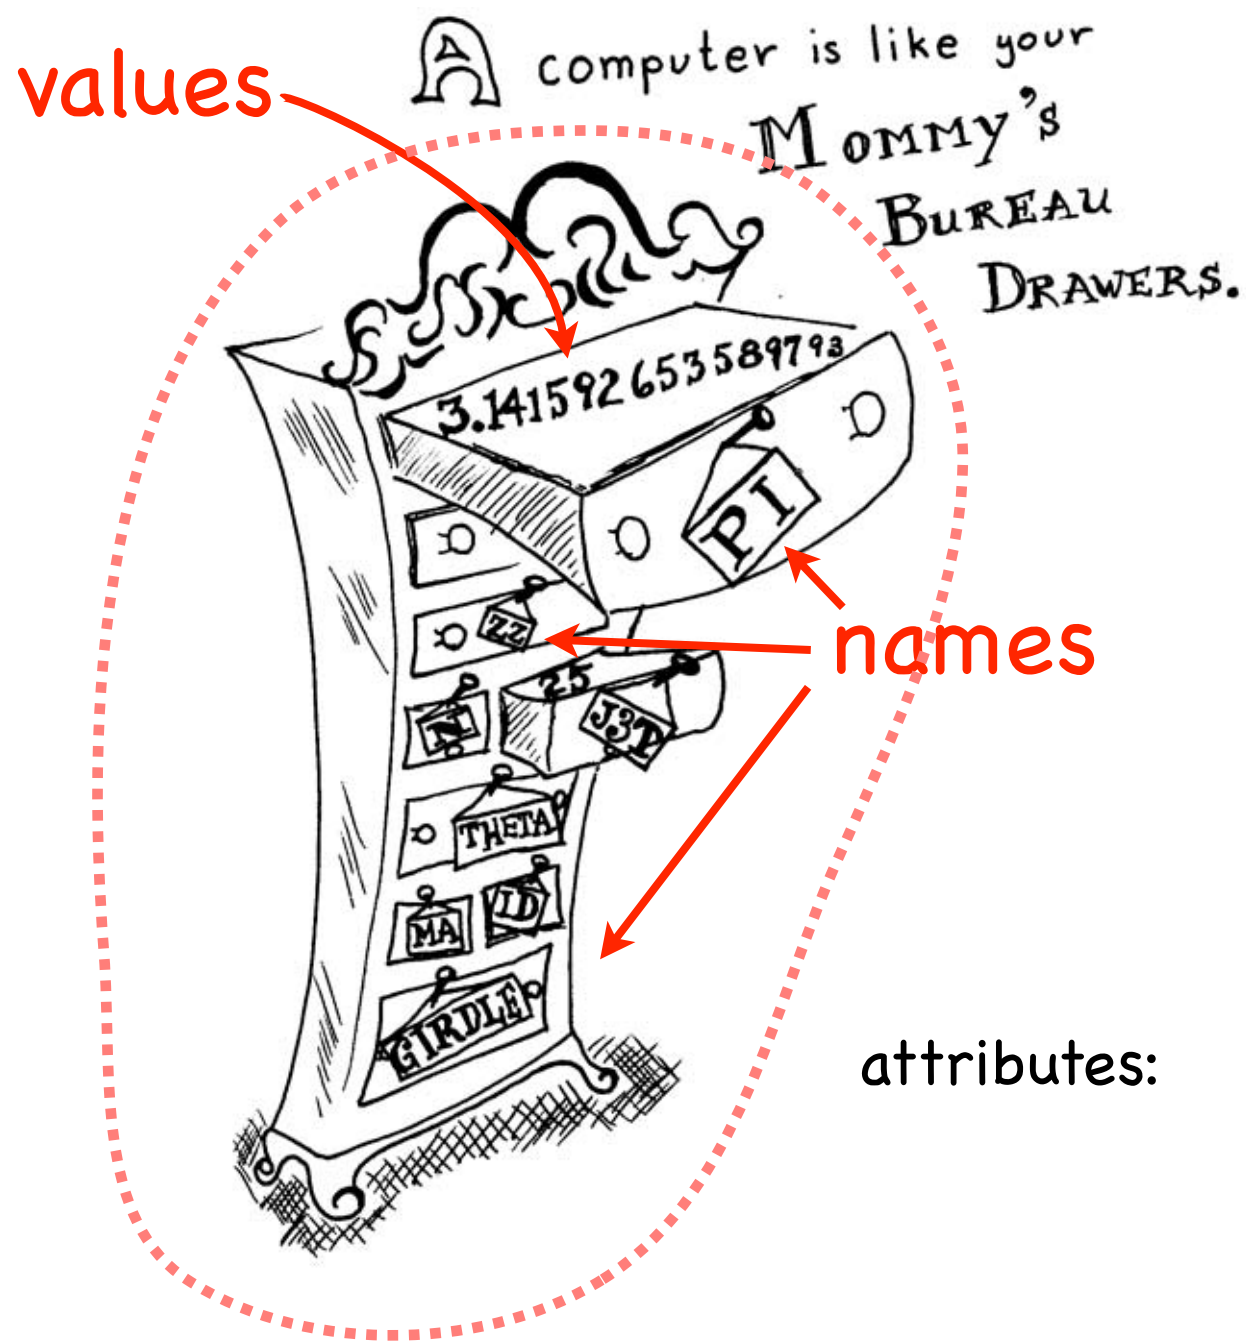 A computer is like your
Mommy's
Bureau
Drawers.
values
3.141592653589793
PI
ZZ
names
25
N
J3P
THETA
MA
ID
GIRDLE
attributes: